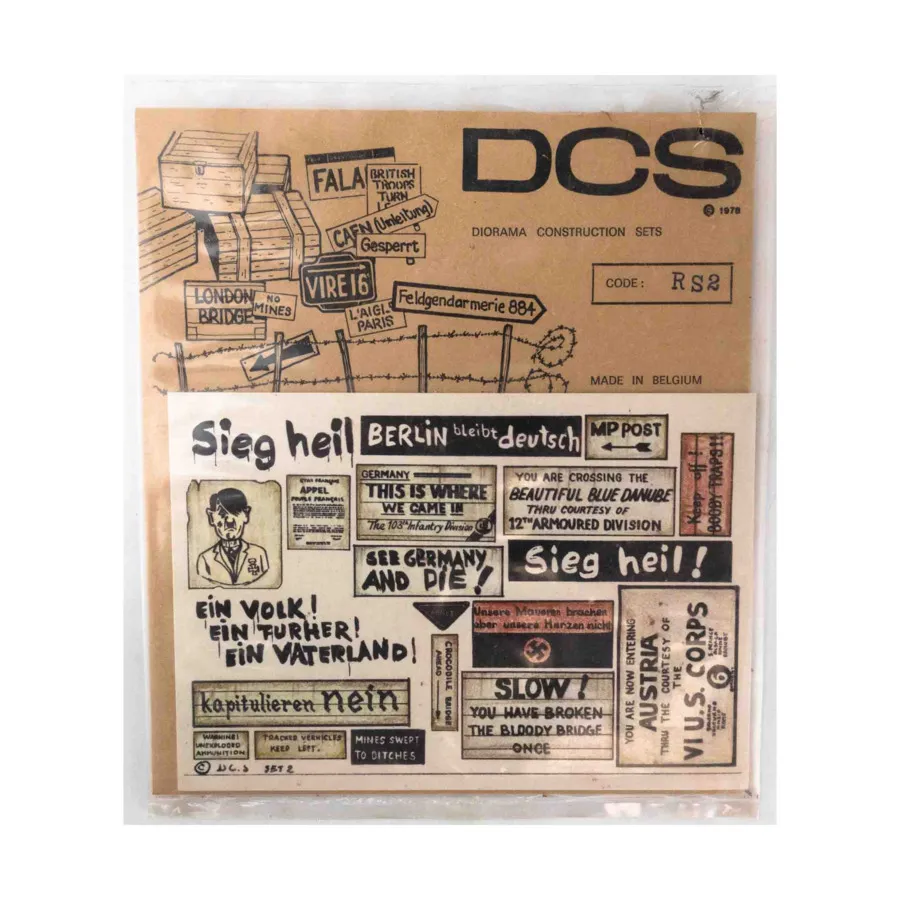 DCS
© 1978
DIORAMA CONSTRUCTION SETS
CODE: RS2
MADE IN BELGIUM
FALA
BRITISH
TROOPS
TURN
CAEN (Umleitung)
Gesperrt
VIRE 16
LONDON
BRIDGE
NO
MINES
L'AIGL
PARIS
Feldgendarmerie 884
Sieg heil
BERLIN bleibt deutsch
MP POST
Keep off!
BOOBY TRAPS!!
APPEL
GERMANY
THIS IS WHERE
WE CAME IN
The 103th Infantry Division
YOU ARE CROSSING THE
BEAUTIFUL BLUE DANUBE
THRU COURTESY OF
12TH ARMOURED DIVISION
SEE GERMANY
AND DIE!
Sieg heil!
EIN VOLK!
EIN FURHER!
EIN VATERLAND!
Unsere Maueren brachen
aber unsere Herzen nicht
CROCODILE BRIDGE
AHEAD
YOU ARE NOW ENTERING
AUSTRIA
THRU THE COURTESY OF
THE
VI U.S. CORPS
6
kapitulieren nein
SLOW!
YOU HAVE BROKEN
THE BLOODY BRIDGE
ONCE
WARNING!
UNEXPLODED
AMMUNITION
TRACKED VEHICLES
KEEP LEFT.
MINES SWEPT
TO DITCHES
© D.C.S SET 2